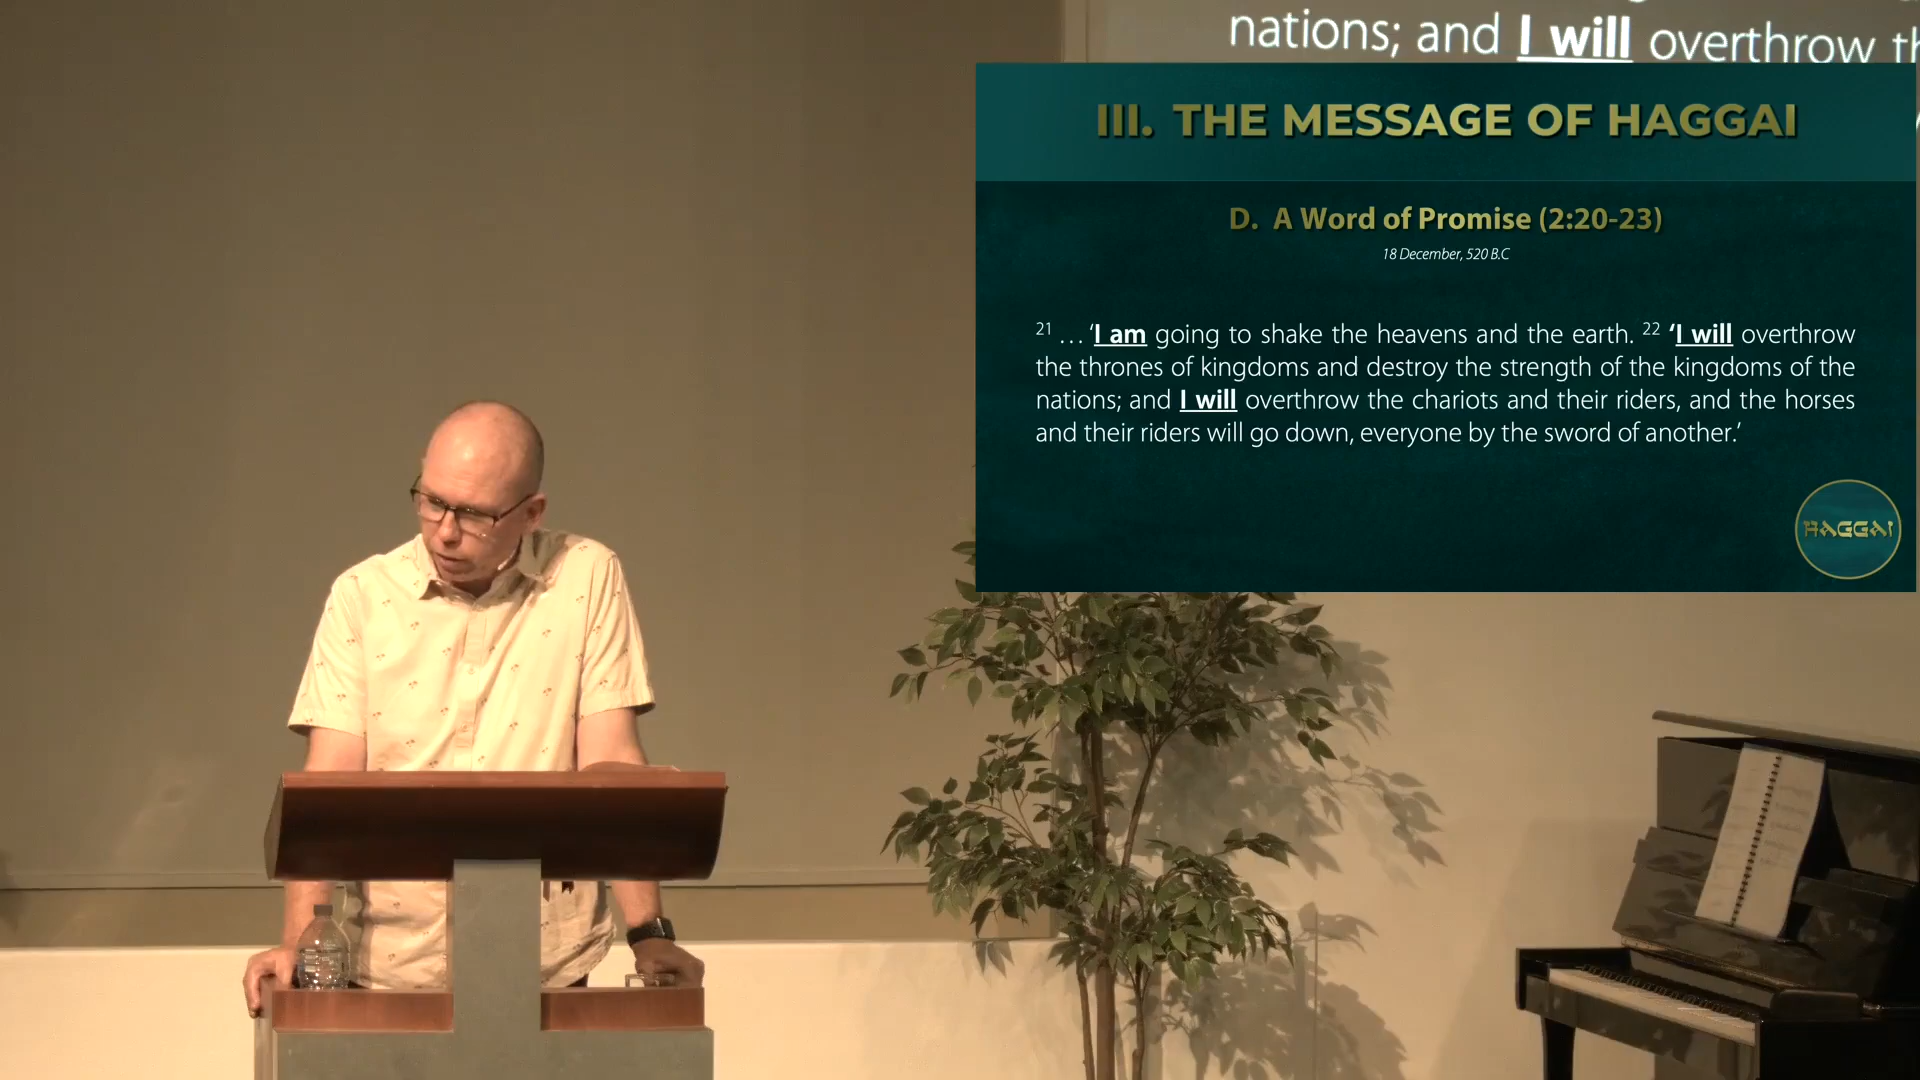 nations; and I will overthrow
III. THE MESSAGE OF HAGGAI
D. A Word of Promise (2:20-23)
18 December, 520 B.C
21 … ‘I am going to shake the heavens and the earth. 22 ‘I will overthrow
the thrones of kingdoms and destroy the strength of the kingdoms of the
nations; and I will overthrow the chariots and their riders, and the horses
and their riders will go down, everyone by the sword of another.’
HAGGAI